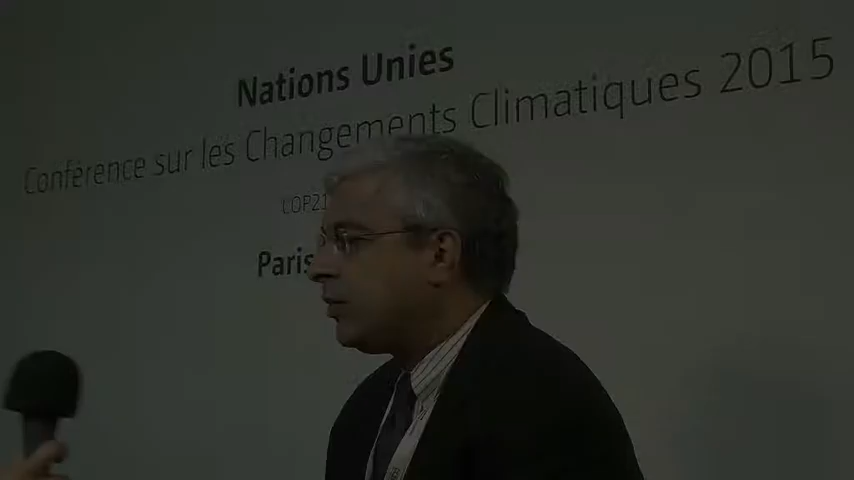 Nations Unies
Conférence sur les Changements Climatiques 2015
COP21
Paris